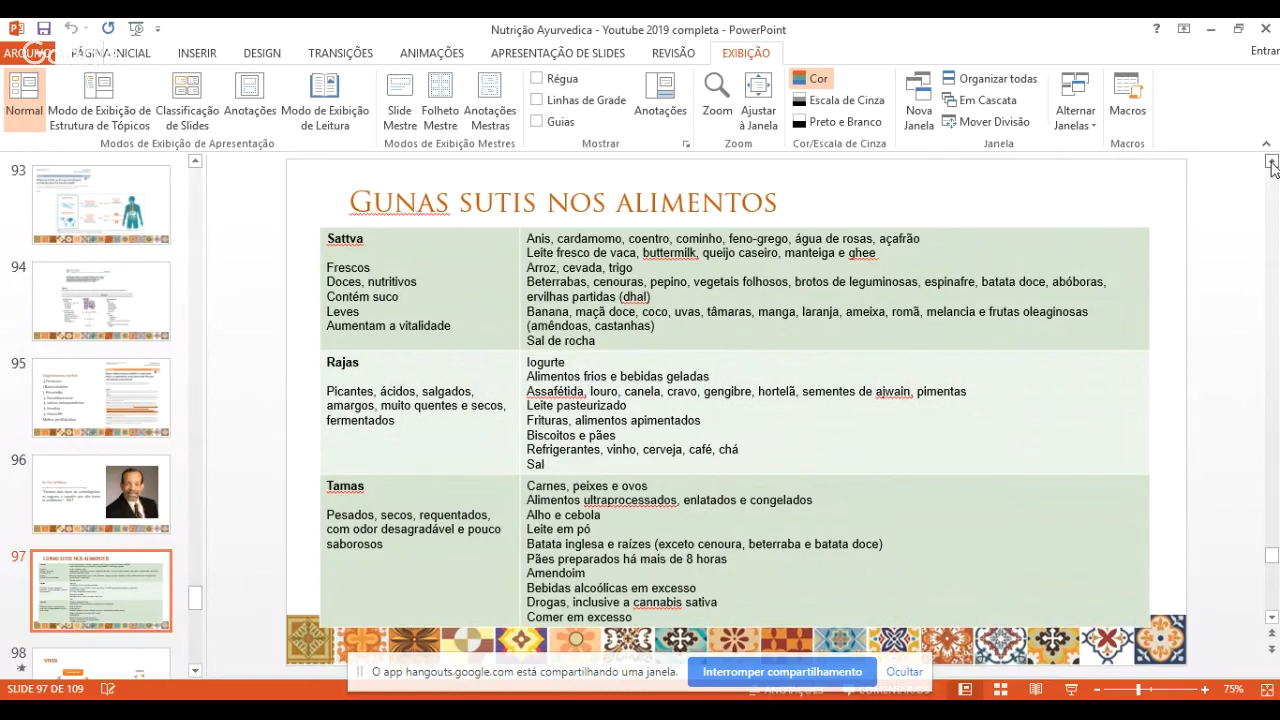 Nutrição Ayurvedica - Youtube 2019 completa - PowerPoint
Entrar
ARQUIVO PÁGINA INICIAL INSERIR DESIGN TRANSIÇÕES ANIMAÇÕES APRESENTAÇÃO DE SLIDES REVISÃO EXIBIÇÃO
Normal
Modo de Exibição de
Estrutura de Tópicos
Classificação
de Slides
Anotações
Modo de Exibição
de Leitura
Slide
Mestre
Folheto
Mestre
Anotações
Mestras
Régua
Linhas de Grade
Guias
Anotações
Zoom
Ajustar
à Janela
Cor
Escala de Cinza
Preto e Branco
Nova
Janela
Organizar todas
Em Cascata
Mover Divisão
Alternar
Janelas
Macros
Modos de Exibição de Apresentação
Modos de Exibição Mestres
Mostrar
Zoom
Cor/Escala de Cinza
Janela
Macros
93
94
95
96
97
98
GUNAS SUTIS NOS ALIMENTOS
Sattva
Frescos
Doces, nutritivos
Contém suco
Leves
Aumentam a vitalidade
Anis, cardamomo, coentro, cominho, feno-grego, água de rosas, açafrão
Leite fresco de vaca, buttermilk, queijo caseiro, manteiga e ghee
Arroz, cevada, trigo
Beterrabas, cenouras, pepino, vegetais folhosos, brotos de leguminosas, espinafre, batata doce, abóboras,
ervilhas partidas (dhal)
Banana, maçã doce, coco, uvas, tâmaras, manga, laranja, ameixa, romã, melancia e frutas oleaginosas
(amêndoas, castanhas)
Sal de rocha
Rajas
Picantes, ácidos, salgados,
amargos, muito quentes e secos,
fermentados
Iogurte
Alimentos frios e bebidas geladas
Assafétida, louro, canela, cravo, gengibre, hortelã, sementes de ajwain, pimentas
Leite pasteurizado
Frituras, alimentos apimentados
Biscoitos e pães
Refrigerantes, vinho, cerveja, café, chá
Sal
Tamas
Pesados, secos, requentados,
com odor desagradável e pouco
saborosos
Carnes, peixes e ovos
Alimentos ultraprocessados, enlatados e congelados
Alho e cebola
Leite em pó
Batata inglesa e raízes (exceto cenoura, beterraba e batata doce)
Pães preparados há mais de 8 horas
Amendoim
Bebidas alcoólicas em excesso
Drogas, inclusive a cannabis sativa
Comer em excesso
O app hangouts.google.com está compartilhando uma janela.
Interromper compartilhamento
Ocultar
SLIDE 97 DE 109
ANOTAÇÕES
COMENTÁRIOS
75%